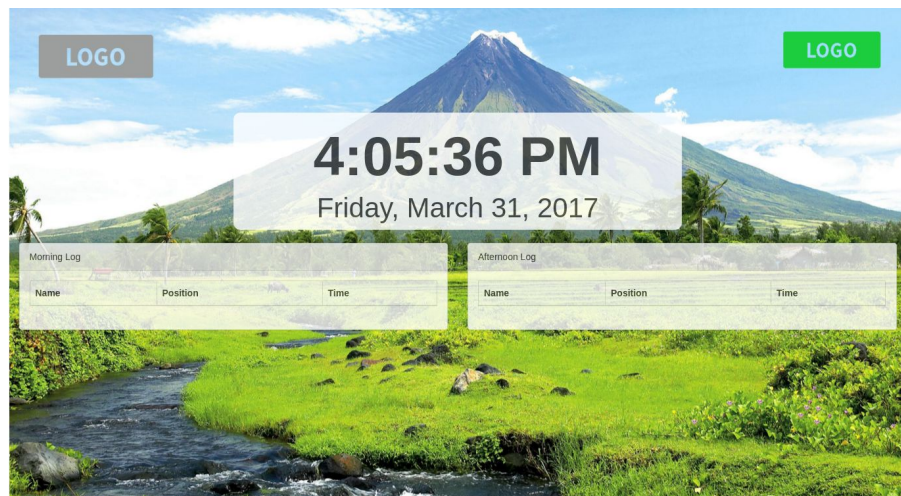 LOGO
LOGO
4:05:36 PM
Friday, March 31, 2017
Morning Log
Name Position Time
Afternoon Log
Name Position Time